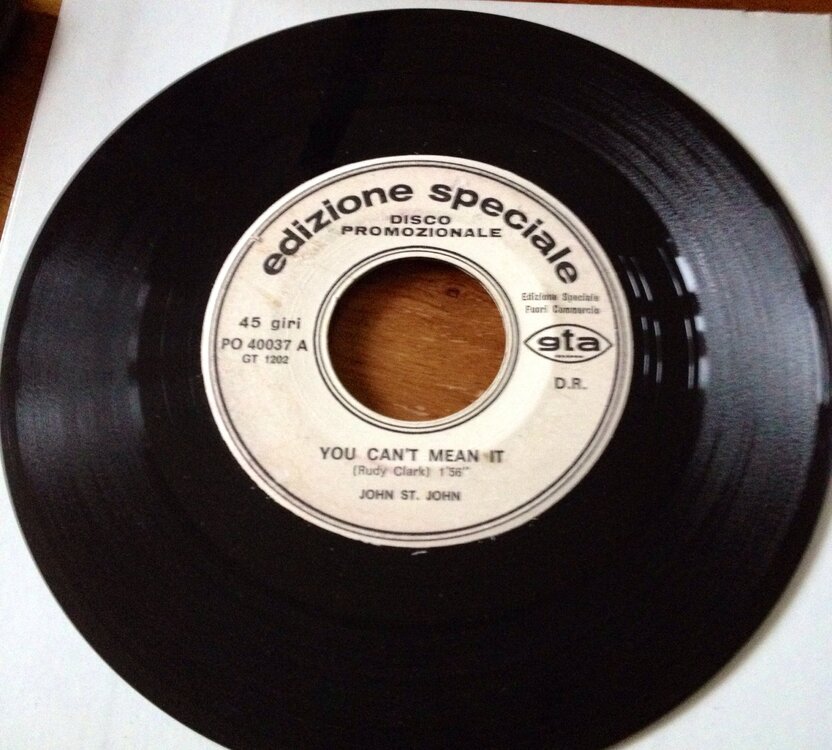 edizione speciale
DISCO
PROMOZIONALE
45 giri
PO 40037 A
GT 1202
Edizione Speciale
Fuori Commercio
gta
D.R.
YOU CAN'T MEAN IT
(Rudy Clark) 1'56"
JOHN ST. JOHN